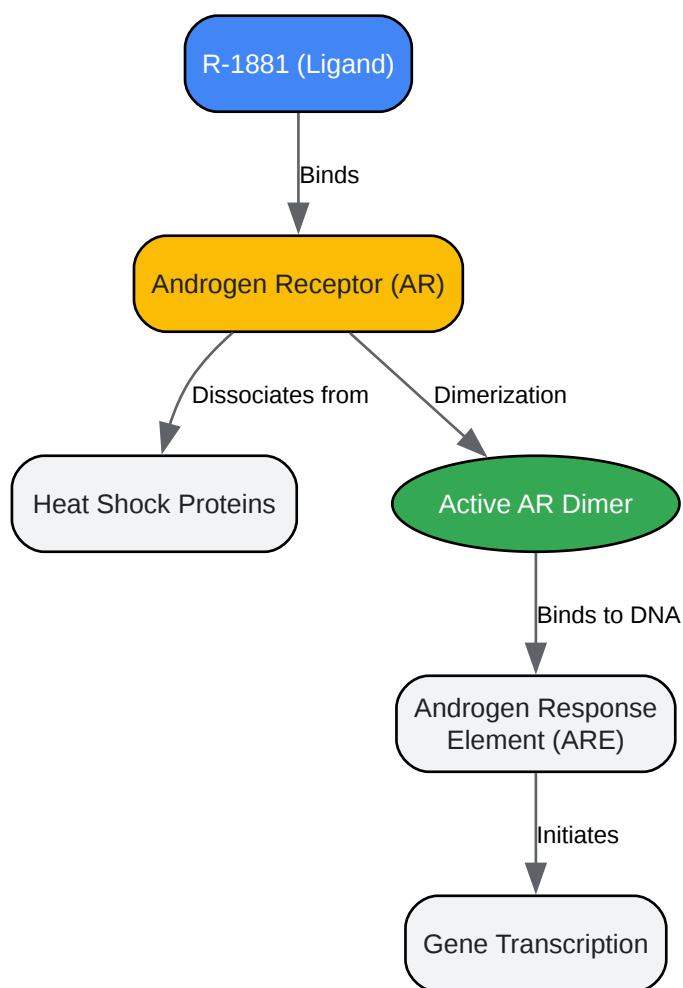 R-1881 (Ligand)
Binds
Androgen Receptor (AR)
Dissociates from
Dimerization
Heat Shock Proteins
Active AR Dimer
Binds to DNA
Androgen Response
Element (ARE)
Initiates
Gene Transcription